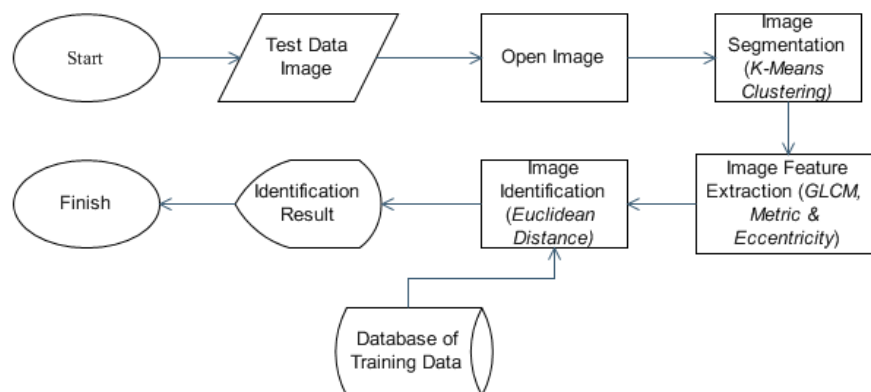 Start
Test Data
Image
Open Image
Image
Segmentation
(K-Means
Clustering)
Image Feature
Extraction (GLCM,
Metric &
Eccentricity)
Image
Identification
(Euclidean
Distance)
Identification
Result
Finish
Database of
Training Data